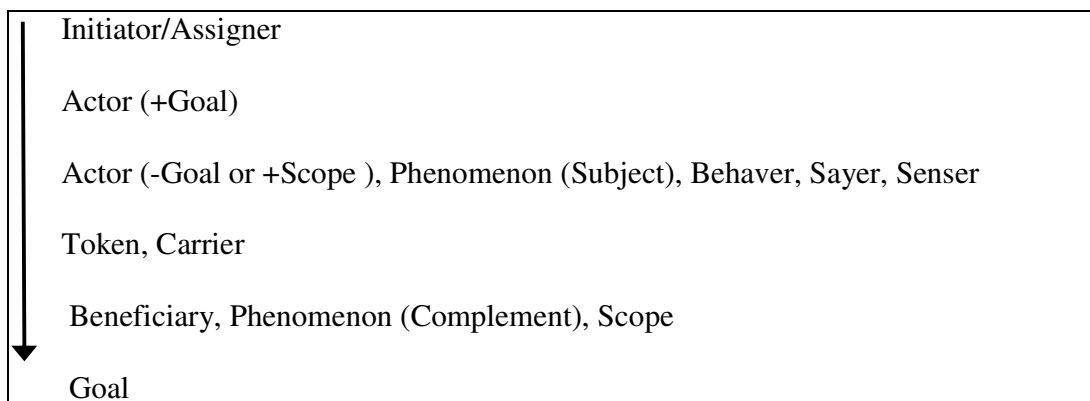 Initiator/Assigner
Actor (+Goal)
Actor (-Goal or +Scope ), Phenomenon (Subject), Behaver, Sayer, Senser
Token, Carrier
Beneficiary, Phenomenon (Complement), Scope
Goal